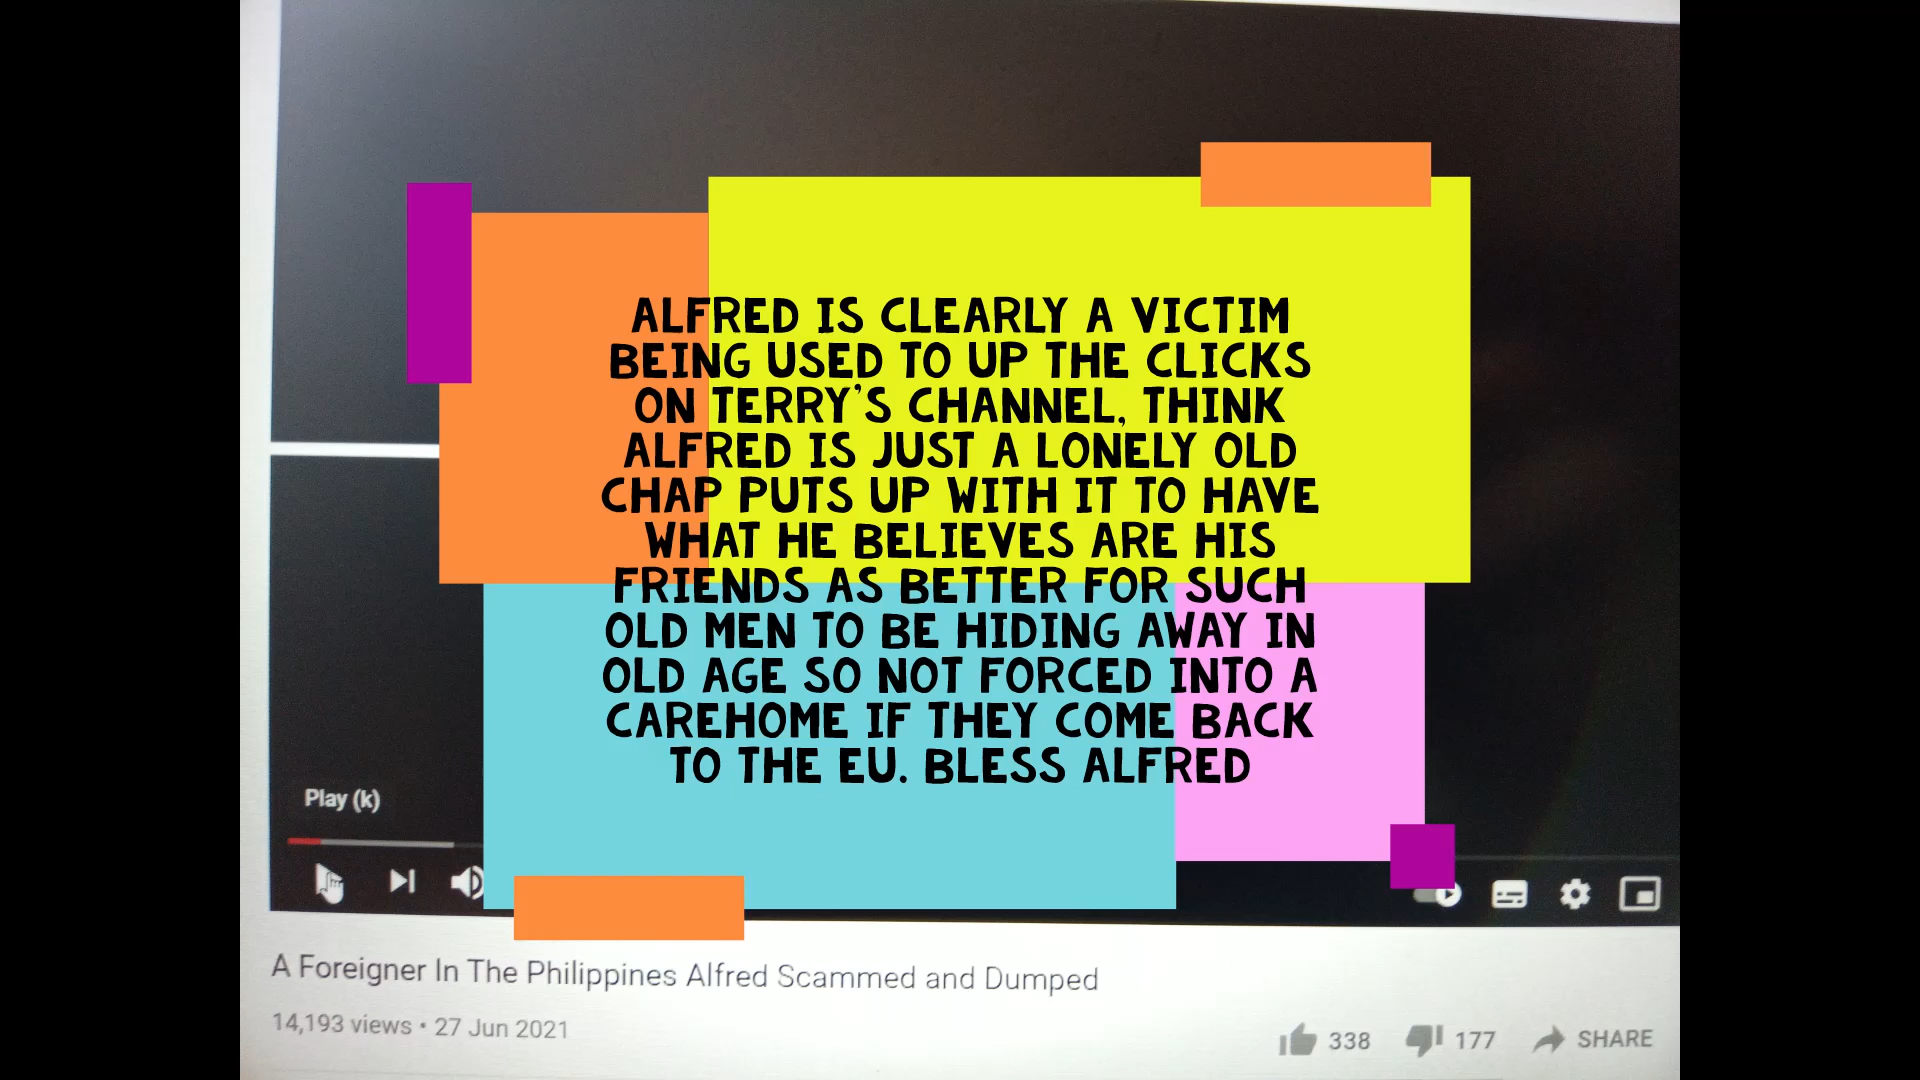 ALFRED IS CLEARLY A VICTIM
BEING USED TO UP THE CLICKS
ON TERRY'S CHANNEL, THINK
ALFRED IS JUST A LONELY OLD
CHAP PUTS UP WITH IT TO HAVE
WHAT HE BELIEVES ARE HIS
FRIENDS AS BETTER FOR SUCH
OLD MEN TO BE HIDING AWAY IN
OLD AGE SO NOT FORCED INTO A
CAREHOME IF THEY COME BACK
TO THE EU. BLESS ALFRED
Play (k)
A Foreigner In The Philippines Alfred Scammed and Dumped
14,193 views • 27 Jun 2021
338
177
SHARE